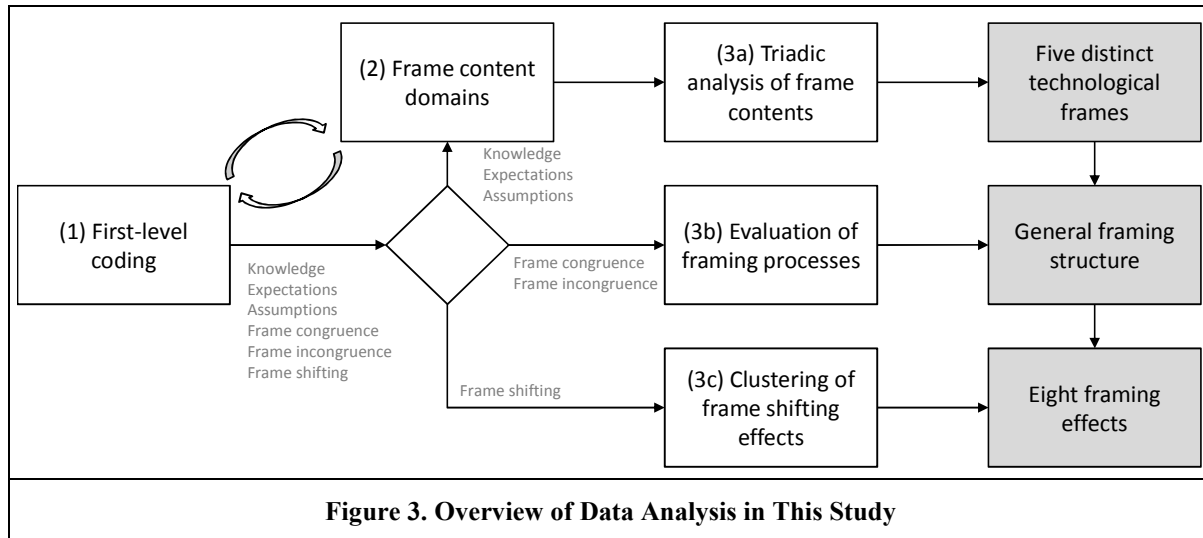 (2) Frame content
domains
(3a) Triadic
analysis of frame
contents
Five distinct
technological
frames
Knowledge
Expectations
Assumptions
(1) First-level
coding
Knowledge
Expectations
Assumptions
Frame congruence
Frame incongruence
Frame shifting
Frame congruence
Frame incongruence
(3b) Evaluation of
framing processes
General framing
structure
Frame shifting
(3c) Clustering of
frame shifting
effects
Eight framing
effects
Figure 3. Overview of Data Analysis in This Study